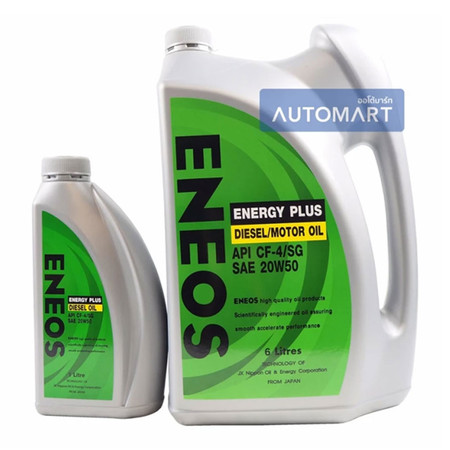 ออโต้มาร์ท
AUTOMART
ENEOS
ENERGY PLUS
DIESEL/MOTOR OIL
API CF-4/SG
SAE 20W50
ENEOS high quality oil products
Scientifically engineered oil assuring
smooth accelerate performance
6 Litres
TECHNOLOGY OF
JX Nippon Oil & Energy Corporation
FROM JAPAN
ENEOS
ENERGY PLUS
DIESEL OIL
API CF-4/SG
SAE 20W50
1 Litre